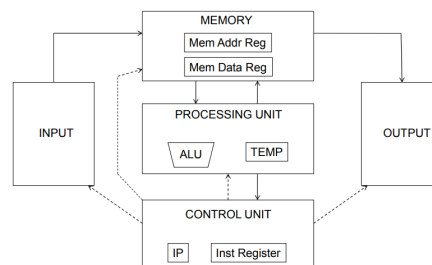 MEMORY
Mem Addr Reg
Mem Data Reg
INPUT
PROCESSING UNIT
ALU
TEMP
OUTPUT
CONTROL UNIT
IP
Inst Register